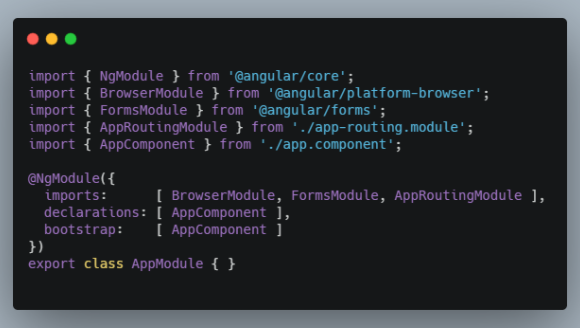 import { NgModule } from '@angular/core';
import { BrowserModule } from '@angular/platform-browser';
import { FormsModule } from '@angular/forms';
import { AppRoutingModule } from './app-routing.module';
import { AppComponent } from './app.component';

@NgModule({
  imports:      [ BrowserModule, FormsModule, AppRoutingModule ],
  declarations: [ AppComponent ],
  bootstrap:    [ AppComponent ]
})
export class AppModule { }